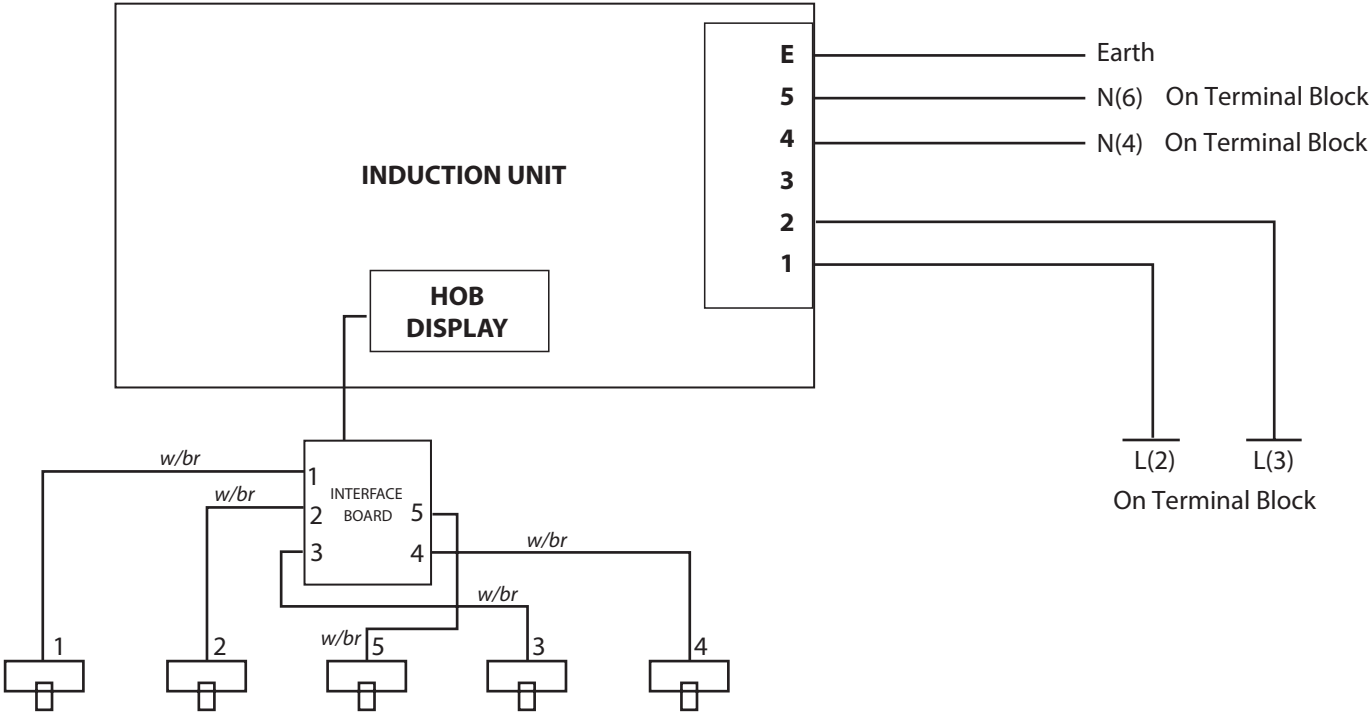 E
Earth
5
N(6) On Terminal Block
4
N(4) On Terminal Block
INDUCTION UNIT
3
2
1
HOB
DISPLAY
L(2)
L(3)
On Terminal Block
w/br
1
INTERFACE
BOARD
w/br
2
5
3
4
w/br
w/br
w/br
1
2
5
3
4